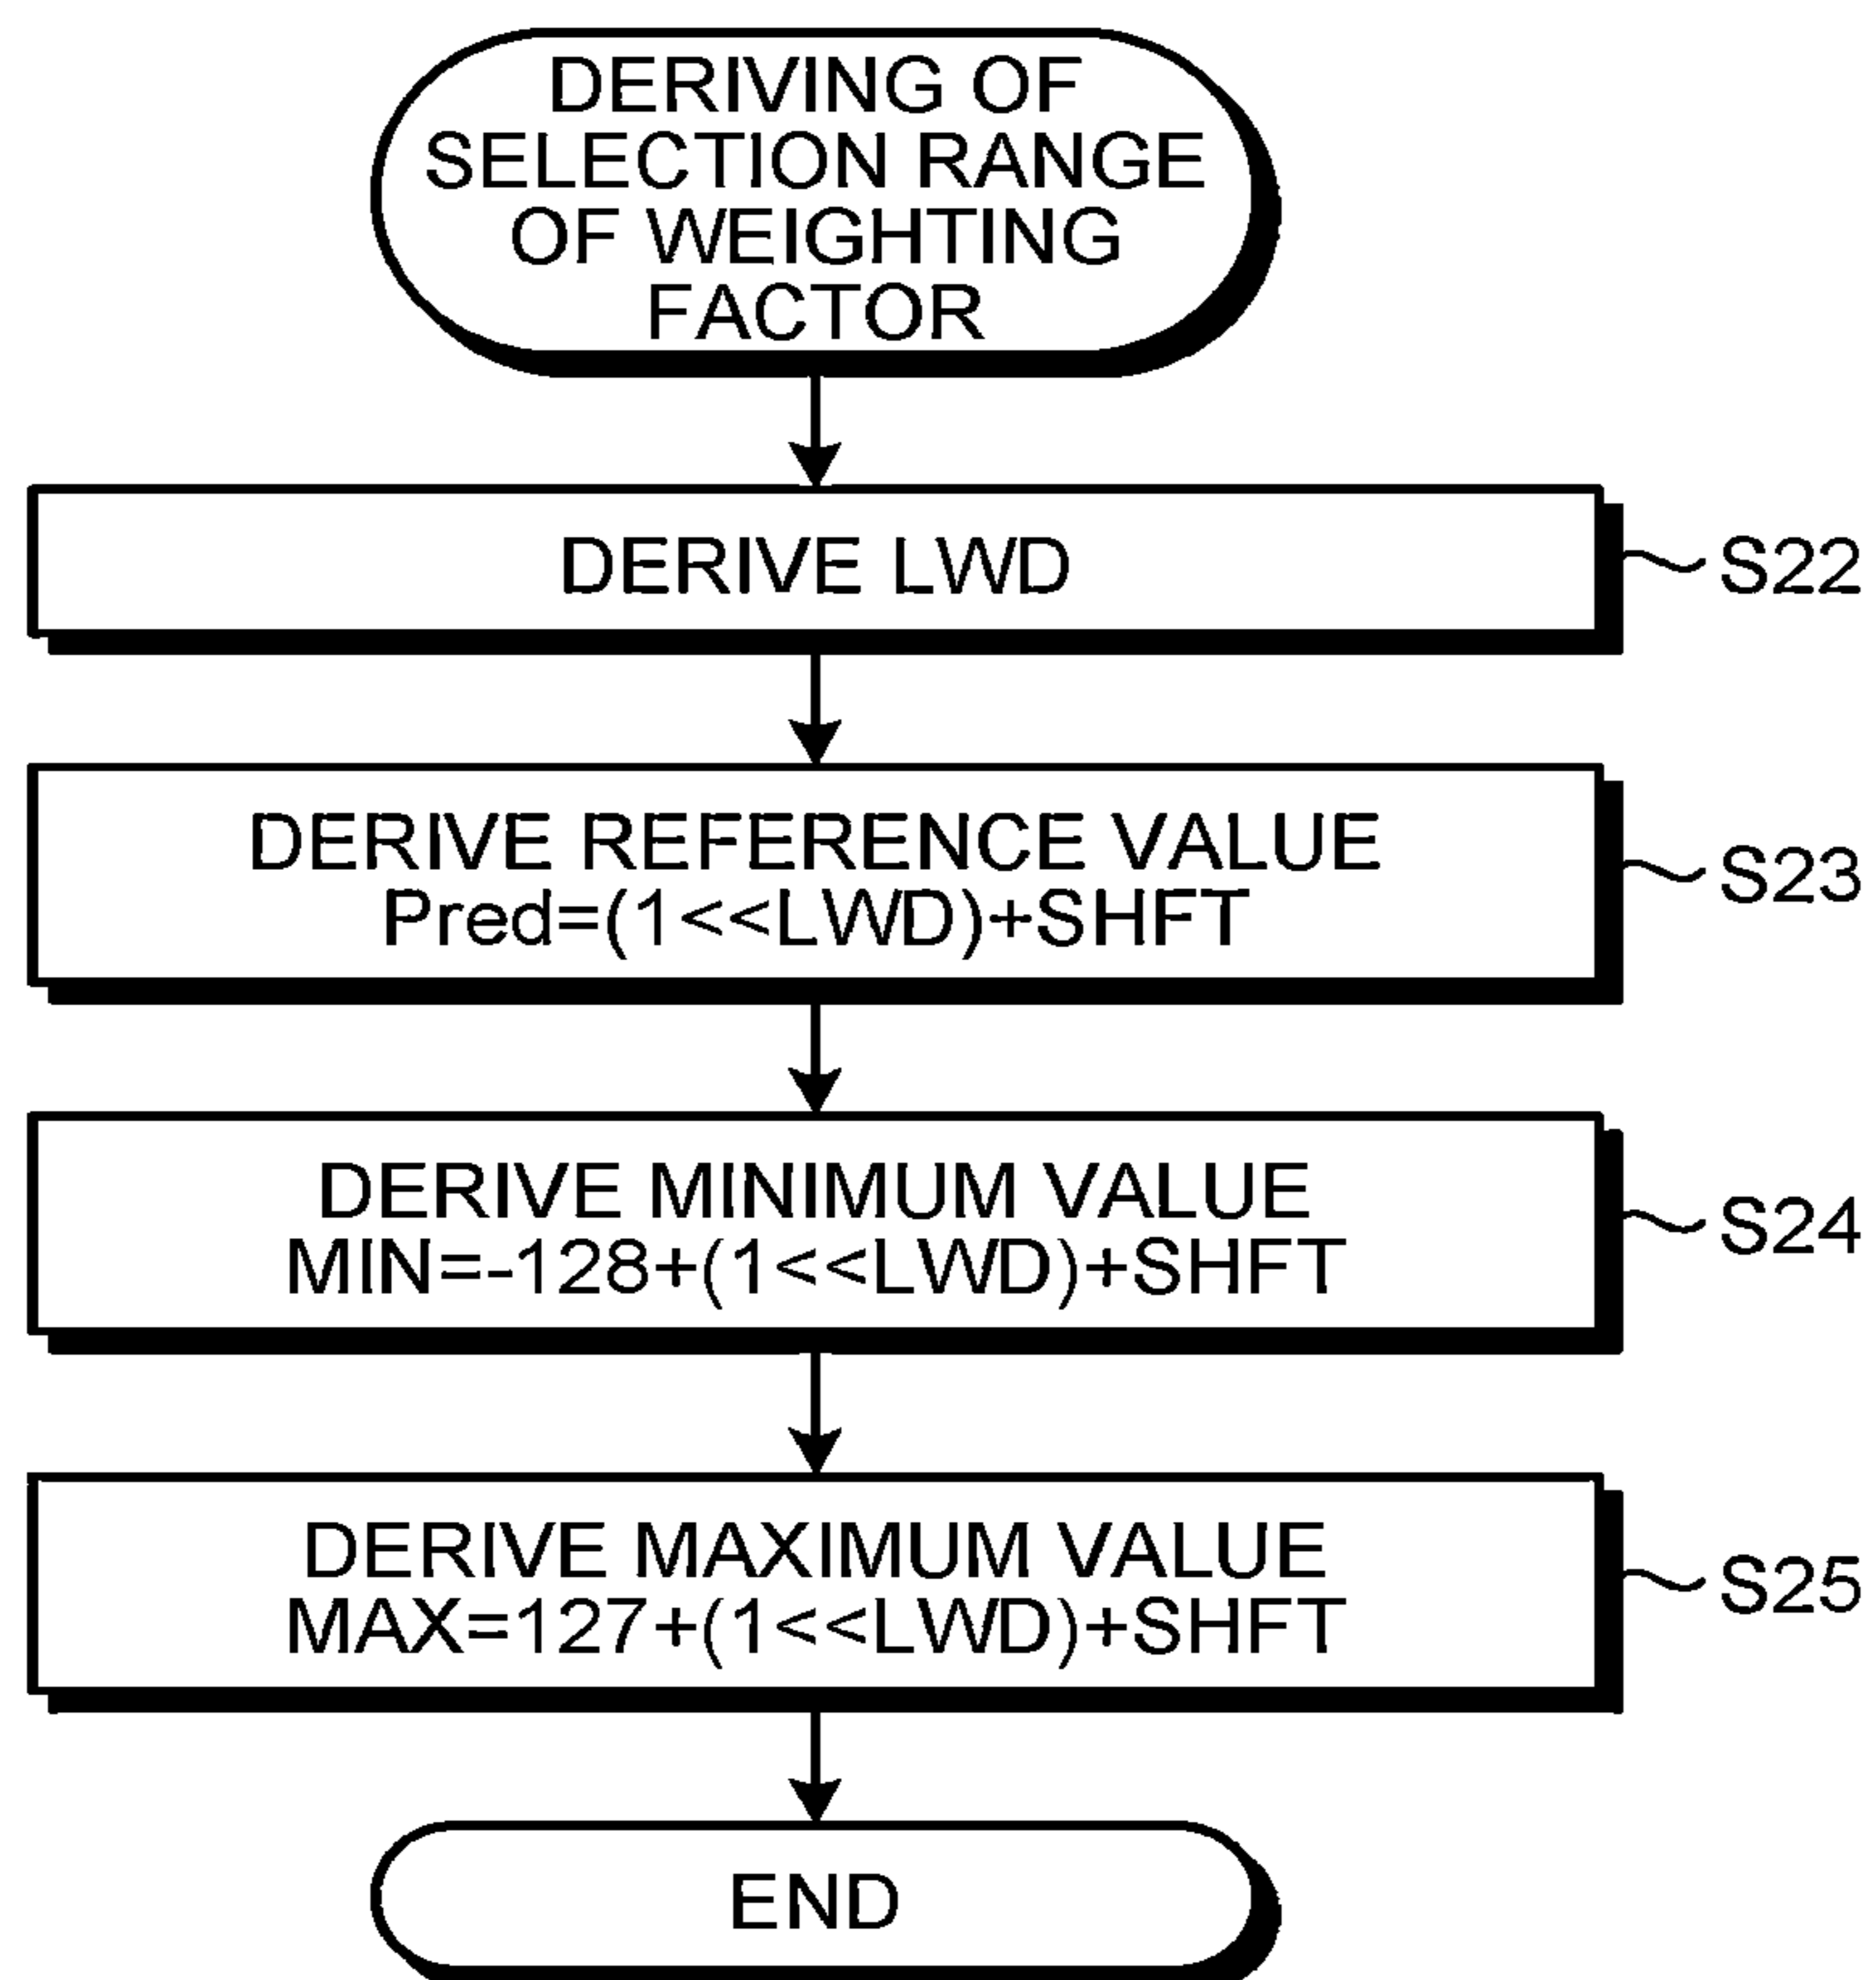 DERIVING OF
SELECTION RANGE
OF WEIGHTING
FACTOR
DERIVE LWD
S22
DERIVE REFERENCE VALUE
Pred=(1<<LWD)+SHFT
S23
DERIVE MINIMUM VALUE
MIN=-128+(1<<LWD)+SHFT
S24
DERIVE MAXIMUM VALUE
MAX=127+(1<<LWD)+SHFT
S25
END